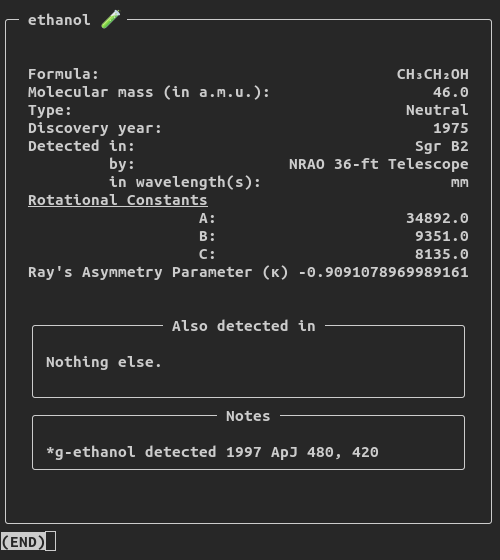 ethanol 🧪
Formula: CH₃CH₂OH
Molecular mass (in a.m.u.): 46.0
Type: Neutral
Discovery year: 1975
Detected in: Sgr B2
by: NRAO 36-ft Telescope
in wavelength(s): mm
Rotational Constants
A: 34892.0
B: 9351.0
C: 8135.0
Ray's Asymmetry Parameter (κ) -0.9091078969989161
Also detected in
Nothing else.
Notes
*g-ethanol detected 1997 ApJ 480, 420
(END)